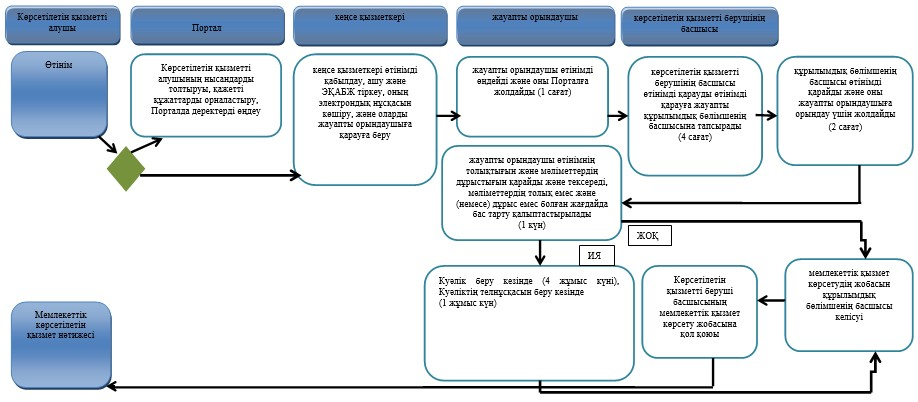 Көрсетілетін қызметті
алушы
Портал
кеңсе қызметкері
жауапты орындаушы
көрсетілетін қызметті берушінің
басшысы
Өтінім
Көрсетілетін қызметті
алушының нысандарды
толтыруы, қажетті
құжаттарды орналастыру,
Порталда деректерді өңдеу
кеңсе қызметкері өтінімді
қабылдау, ашу және
ЭҚАБЖ тіркеу, оның
электрондық нұсқасын
көшіру, және оларды
жауапты орындаушыға
қарауға беру
жауапты орындаушы өтінімді
өңдейді және оны Порталға
жолдайды (1 сағат)
көрсетілетін қызметті
берушінің басшысы
өтінімді қарауды өтінімді
қарауға жауапты
құрылымдық бөлімшенің
басшысына тапсырады
(4 сағат)
құрылымдық бөлімшенің
басшысы өтінімді
қарайды және оны
жауапты орындаушыға
орындау үшін жолдайды
(2 сағат)
жауапты орындаушы өтінімнің
толықтығын және мәліметтердің
дұрыстығын қарайды және тексереді,
мәліметтердің толық емес және
(немесе) дұрыс емес болған жағдайда
бас тарту қалыптастырылады
(1 күн)
ЖОҚ
ИЯ
Куәлік беру кезінде (4 жұмыс күні),
Куәліктің телнұсқасын беру кезінде
(1 жұмыс күн)
Көрсетілетін
қызметті беруші
басшысының
мемлекеттік қызмет
көрсету жобасына
қол қоюы
мемлекеттік қызмет
көрсетудің жобасын
құрылымдық
бөлімшенің басшысы
келісуі
Мемлекеттік
көрсетілетін
қызмет нәтижесі